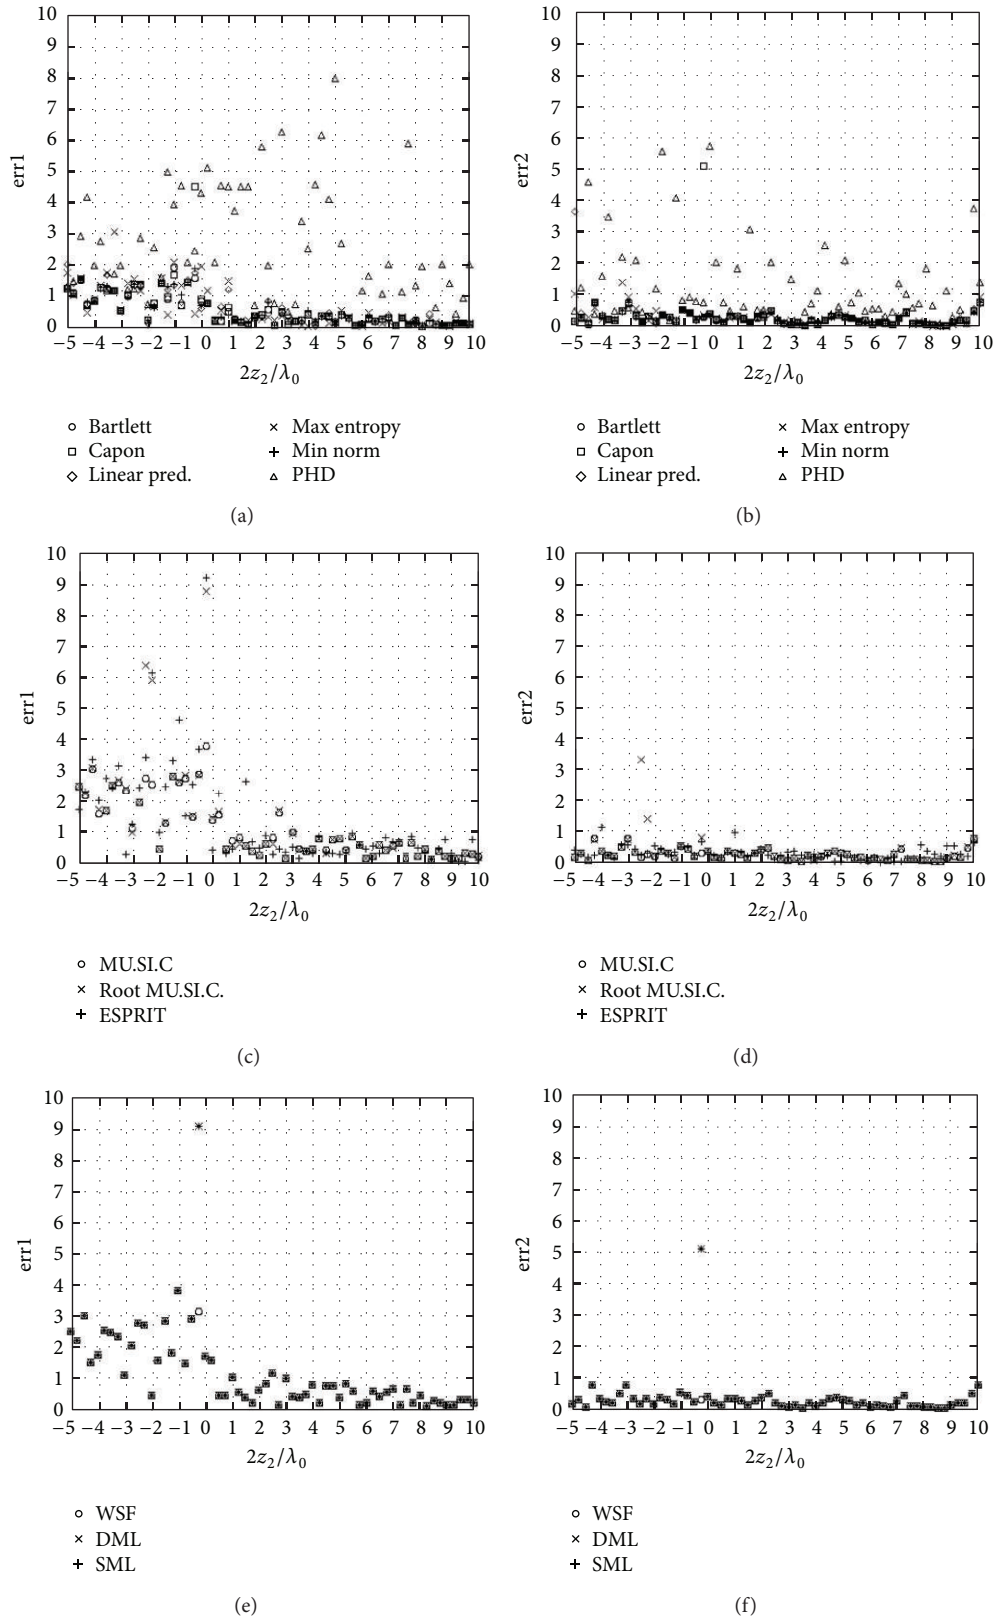 10
9
8
7
6
5
4
3
2
1
0
err1
−5 −4 −3 −2 −1 0 1 2 3 4 5 6 7 8 9 10
2z₂/λ₀
Bartlett
Capon
Linear pred.
Max entropy
Min norm
PHD
(a)
10
9
8
7
6
5
4
3
2
1
0
err2
−5 −4 −3 −2 −1 0 1 2 3 4 5 6 7 8 9 10
2z₂/λ₀
Bartlett
Capon
Linear pred.
Max entropy
Min norm
PHD
(b)
10
9
8
7
6
5
4
3
2
1
0
err1
−5 −4 −3 −2 −1 0 1 2 3 4 5 6 7 8 9 10
2z₂/λ₀
MU.SI.C
Root MU.SI.C.
ESPRIT
(c)
10
9
8
7
6
5
4
3
2
1
0
err2
−5 −4 −3 −2 −1 0 1 2 3 4 5 6 7 8 9 10
2z₂/λ₀
MU.SI.C
Root MU.SI.C.
ESPRIT
(d)
10
9
8
7
6
5
4
3
2
1
0
err1
−5 −4 −3 −2 −1 0 1 2 3 4 5 6 7 8 9 10
2z₂/λ₀
WSF
DML
SML
(e)
10
9
8
7
6
5
4
3
2
1
0
err2
−5 −4 −3 −2 −1 0 1 2 3 4 5 6 7 8 9 10
2z₂/λ₀
WSF
DML
SML
(f)